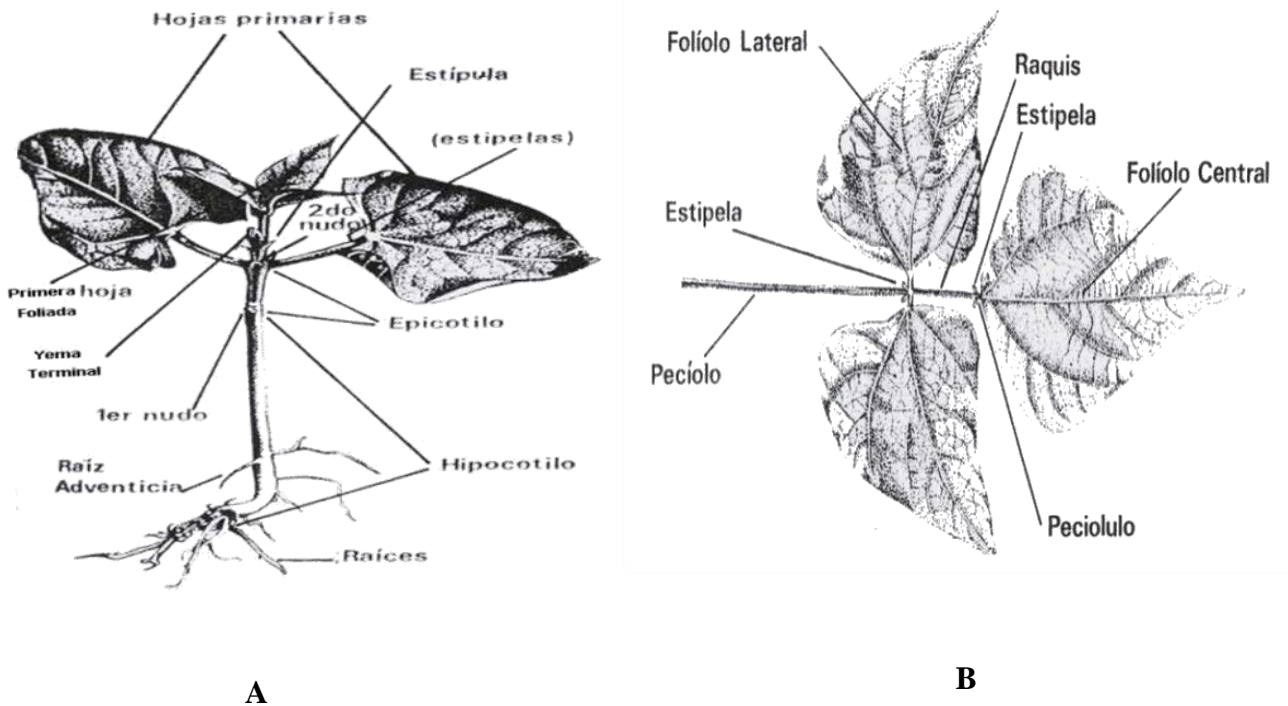 Hojas primarias
Estípula
(estipelas)
2do
nudo
Primera hoja
Foliada
Epicotilo
Yema
Terminal
1er nudo
Raíz
Adventicia
Hipocotilo
Raíces
A
Folíolo Lateral
Raquis
Estipela
Folíolo Central
Estipela
Pecíolo
Peciolulo
B